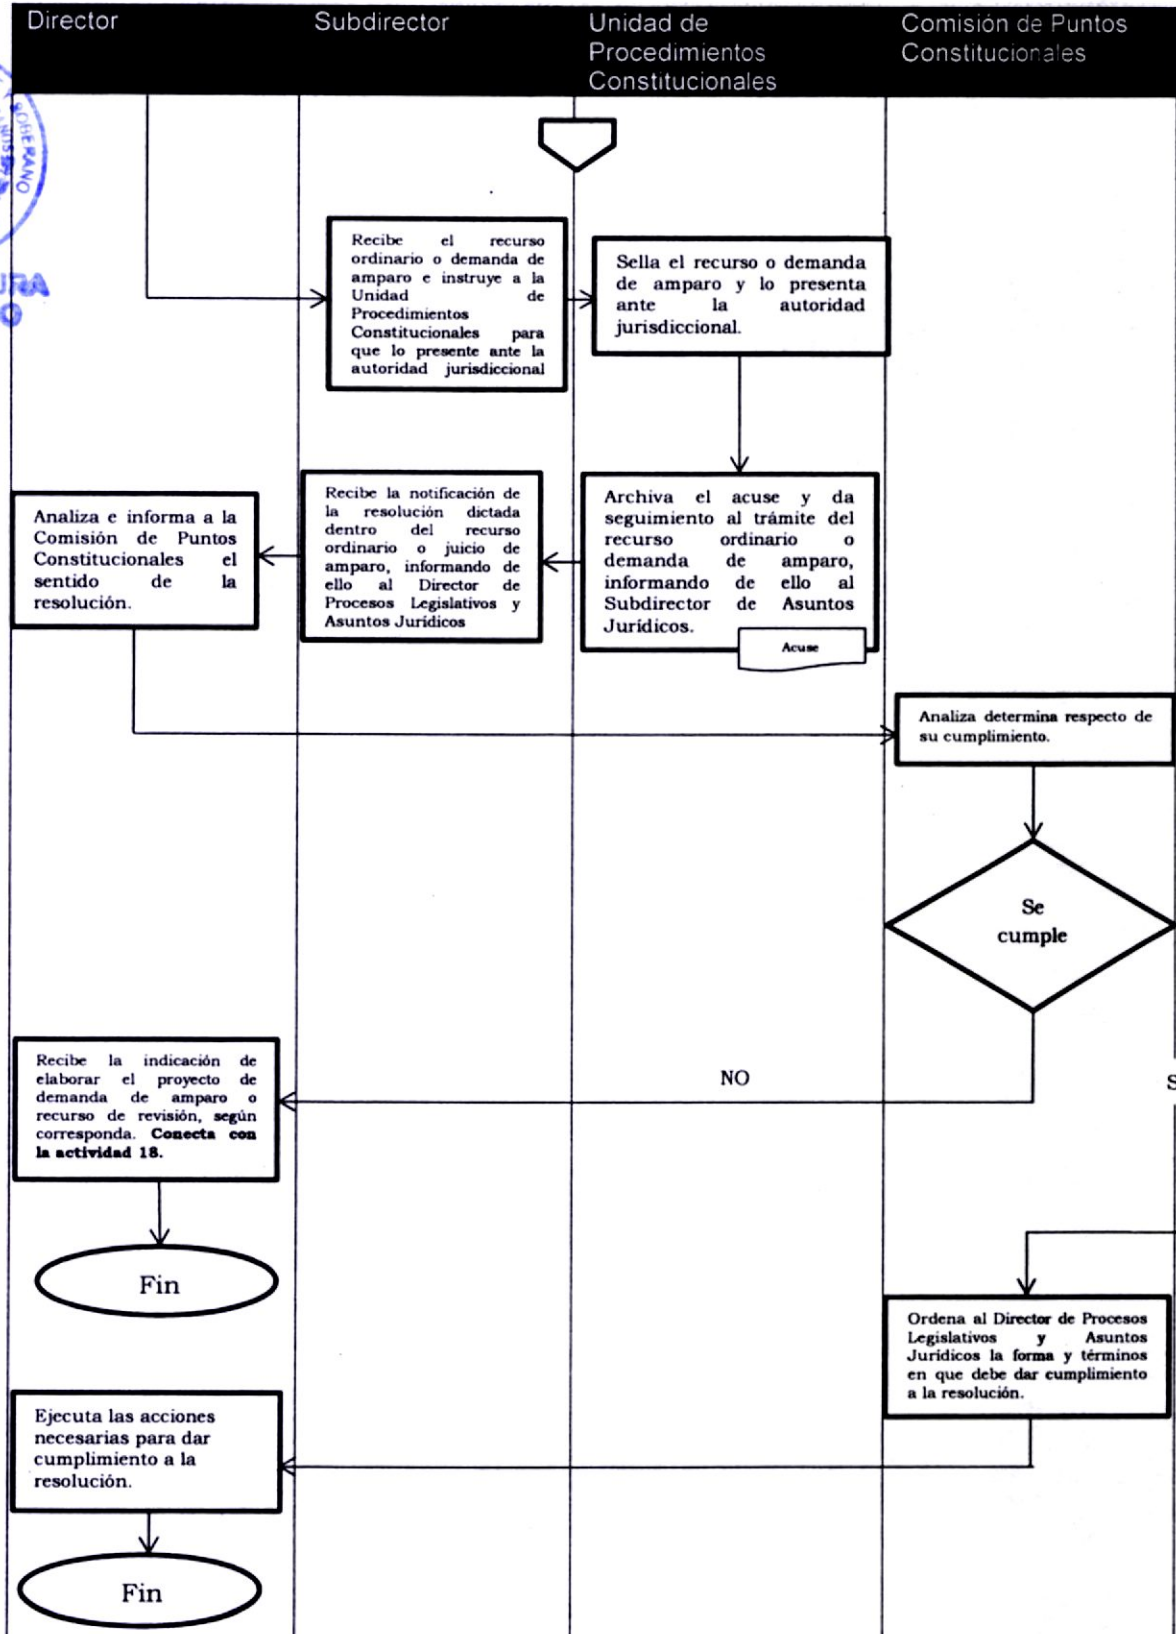 Director
Subdirector
Unidad de
Procedimientos
Constitucionales
Comisión de Puntos
Constitucionales
SOBERANO
Recibe el recurso
ordinario o demanda de
amparo e instruye a la
Unidad de
Procedimientos
Constitucionales para
que lo presente ante la
autoridad jurisdiccional
Sella el recurso o demanda
de amparo y lo presenta
ante la autoridad
jurisdiccional.
Analiza e informa a la
Comisión de Puntos
Constitucionales el
sentido de la
resolución.
Recibe la notificación de
la resolución dictada
dentro del recurso
ordinario o juicio de
amparo, informando de
ello al Director de
Procesos Legislativos y
Asuntos Jurídicos
Archiva el acuse y da
seguimiento al trámite del
recurso ordinario o
demanda de amparo,
informando de ello al
Subdirector de Asuntos
Jurídicos.
Acuse
Analiza determina respecto de
su cumplimiento.
Se
cumple
NO
S
Recibe la indicación de
elaborar el proyecto de
demanda de amparo o
recurso de revisión, según
corresponda. Conecta con
la actividad 18.
Fin
Ordena al Director de Procesos
Legislativos y Asuntos
Jurídicos la forma y términos
en que debe dar cumplimiento
a la resolución.
Ejecuta las acciones
necesarias para dar
cumplimiento a la
resolución.
Fin